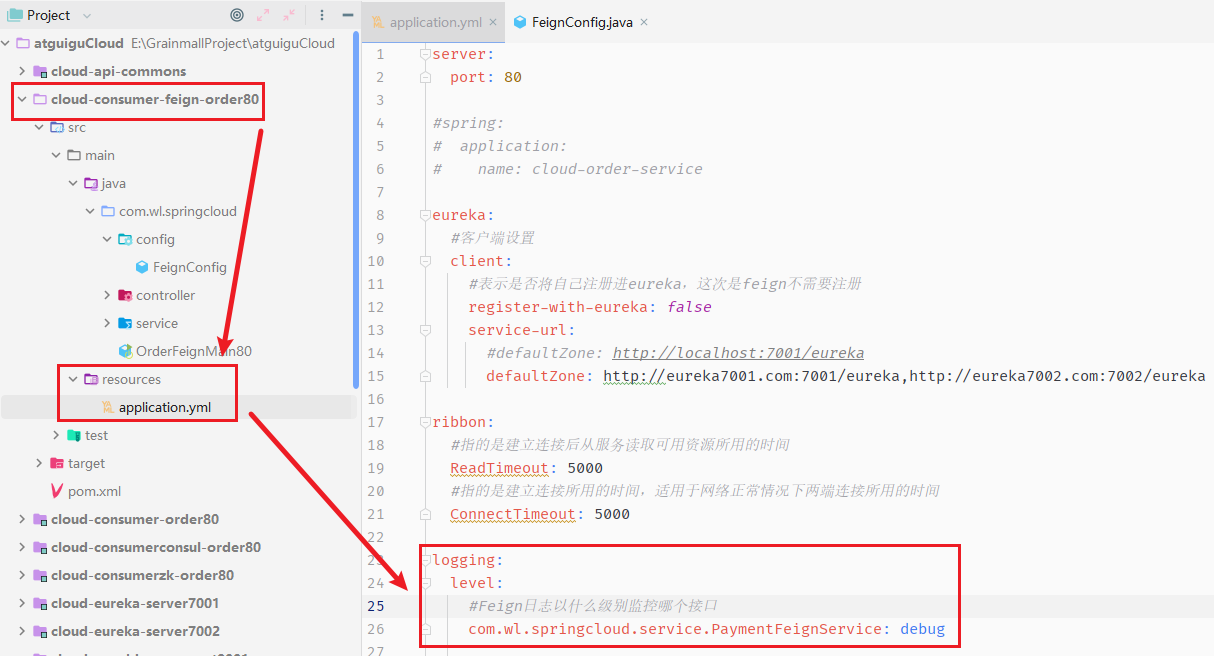 Project
atguiguCloud E:\GrainmallProject\atguiguCloud
cloud-api-commons
cloud-consumer-feign-order80
src
main
java
com.wl.springcloud
config
FeignConfig
controller
service
OrderFeignMain80
resources
application.yml
test
target
pom.xml
cloud-consumer-order80
cloud-consumerconsul-order80
cloud-consumerzk-order80
cloud-eureka-server7001
cloud-eureka-server7002
application.yml
FeignConfig.java
1 server:
2 port: 80
3
4 #spring:
5 # application:
6 # name: cloud-order-service
7
8 eureka:
9 #客户端设置
10 client:
11 #表示是否将自己注册进eureka，这次是feign不需要注册
12 register-with-eureka: false
13 service-url:
14 #defaultZone: http://localhost:7001/eureka
15 defaultZone: http://eureka7001.com:7001/eureka,http://eureka7002.com:7002/eureka
16
17 ribbon:
18 #指的是建立连接后从服务读取可用资源所用的时间
19 ReadTimeout: 5000
20 #指的是建立连接所用的时间，适用于网络正常情况下两端连接所用的时间
21 ConnectTimeout: 5000
22
23 logging:
24 level:
25 #Feign日志以什么级别监控哪个接口
26 com.wl.springcloud.service.PaymentFeignService: debug
27